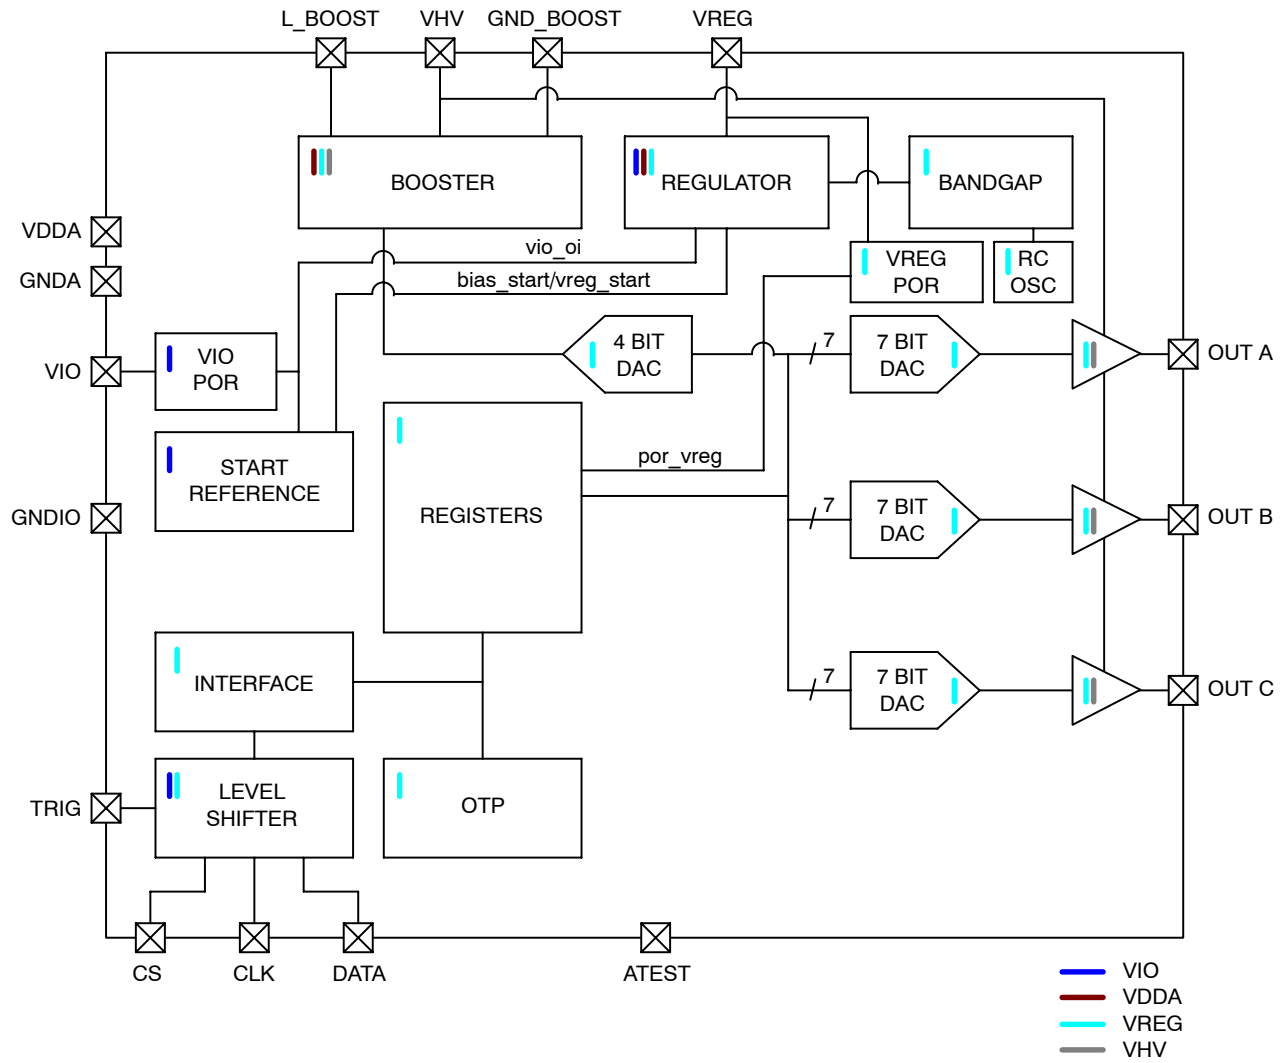 L_BOOST
VHV
GND_BOOST
VREG
BOOSTER
REGULATOR
BANDGAP
VDDA
GNDA
vio_oi
bias_start/vreg_start
VREG
POR
RC
OSC
VIO
VIO
POR
4 BIT
DAC
7
7 BIT
DAC
OUT A
START
REFERENCE
por_vreg
GNDIO
REGISTERS
7
7 BIT
DAC
OUT B
INTERFACE
7
7 BIT
DAC
OUT C
TRIG
LEVEL
SHIFTER
OTP
CS
CLK
DATA
ATEST
VIO
VDDA
VREG
VHV